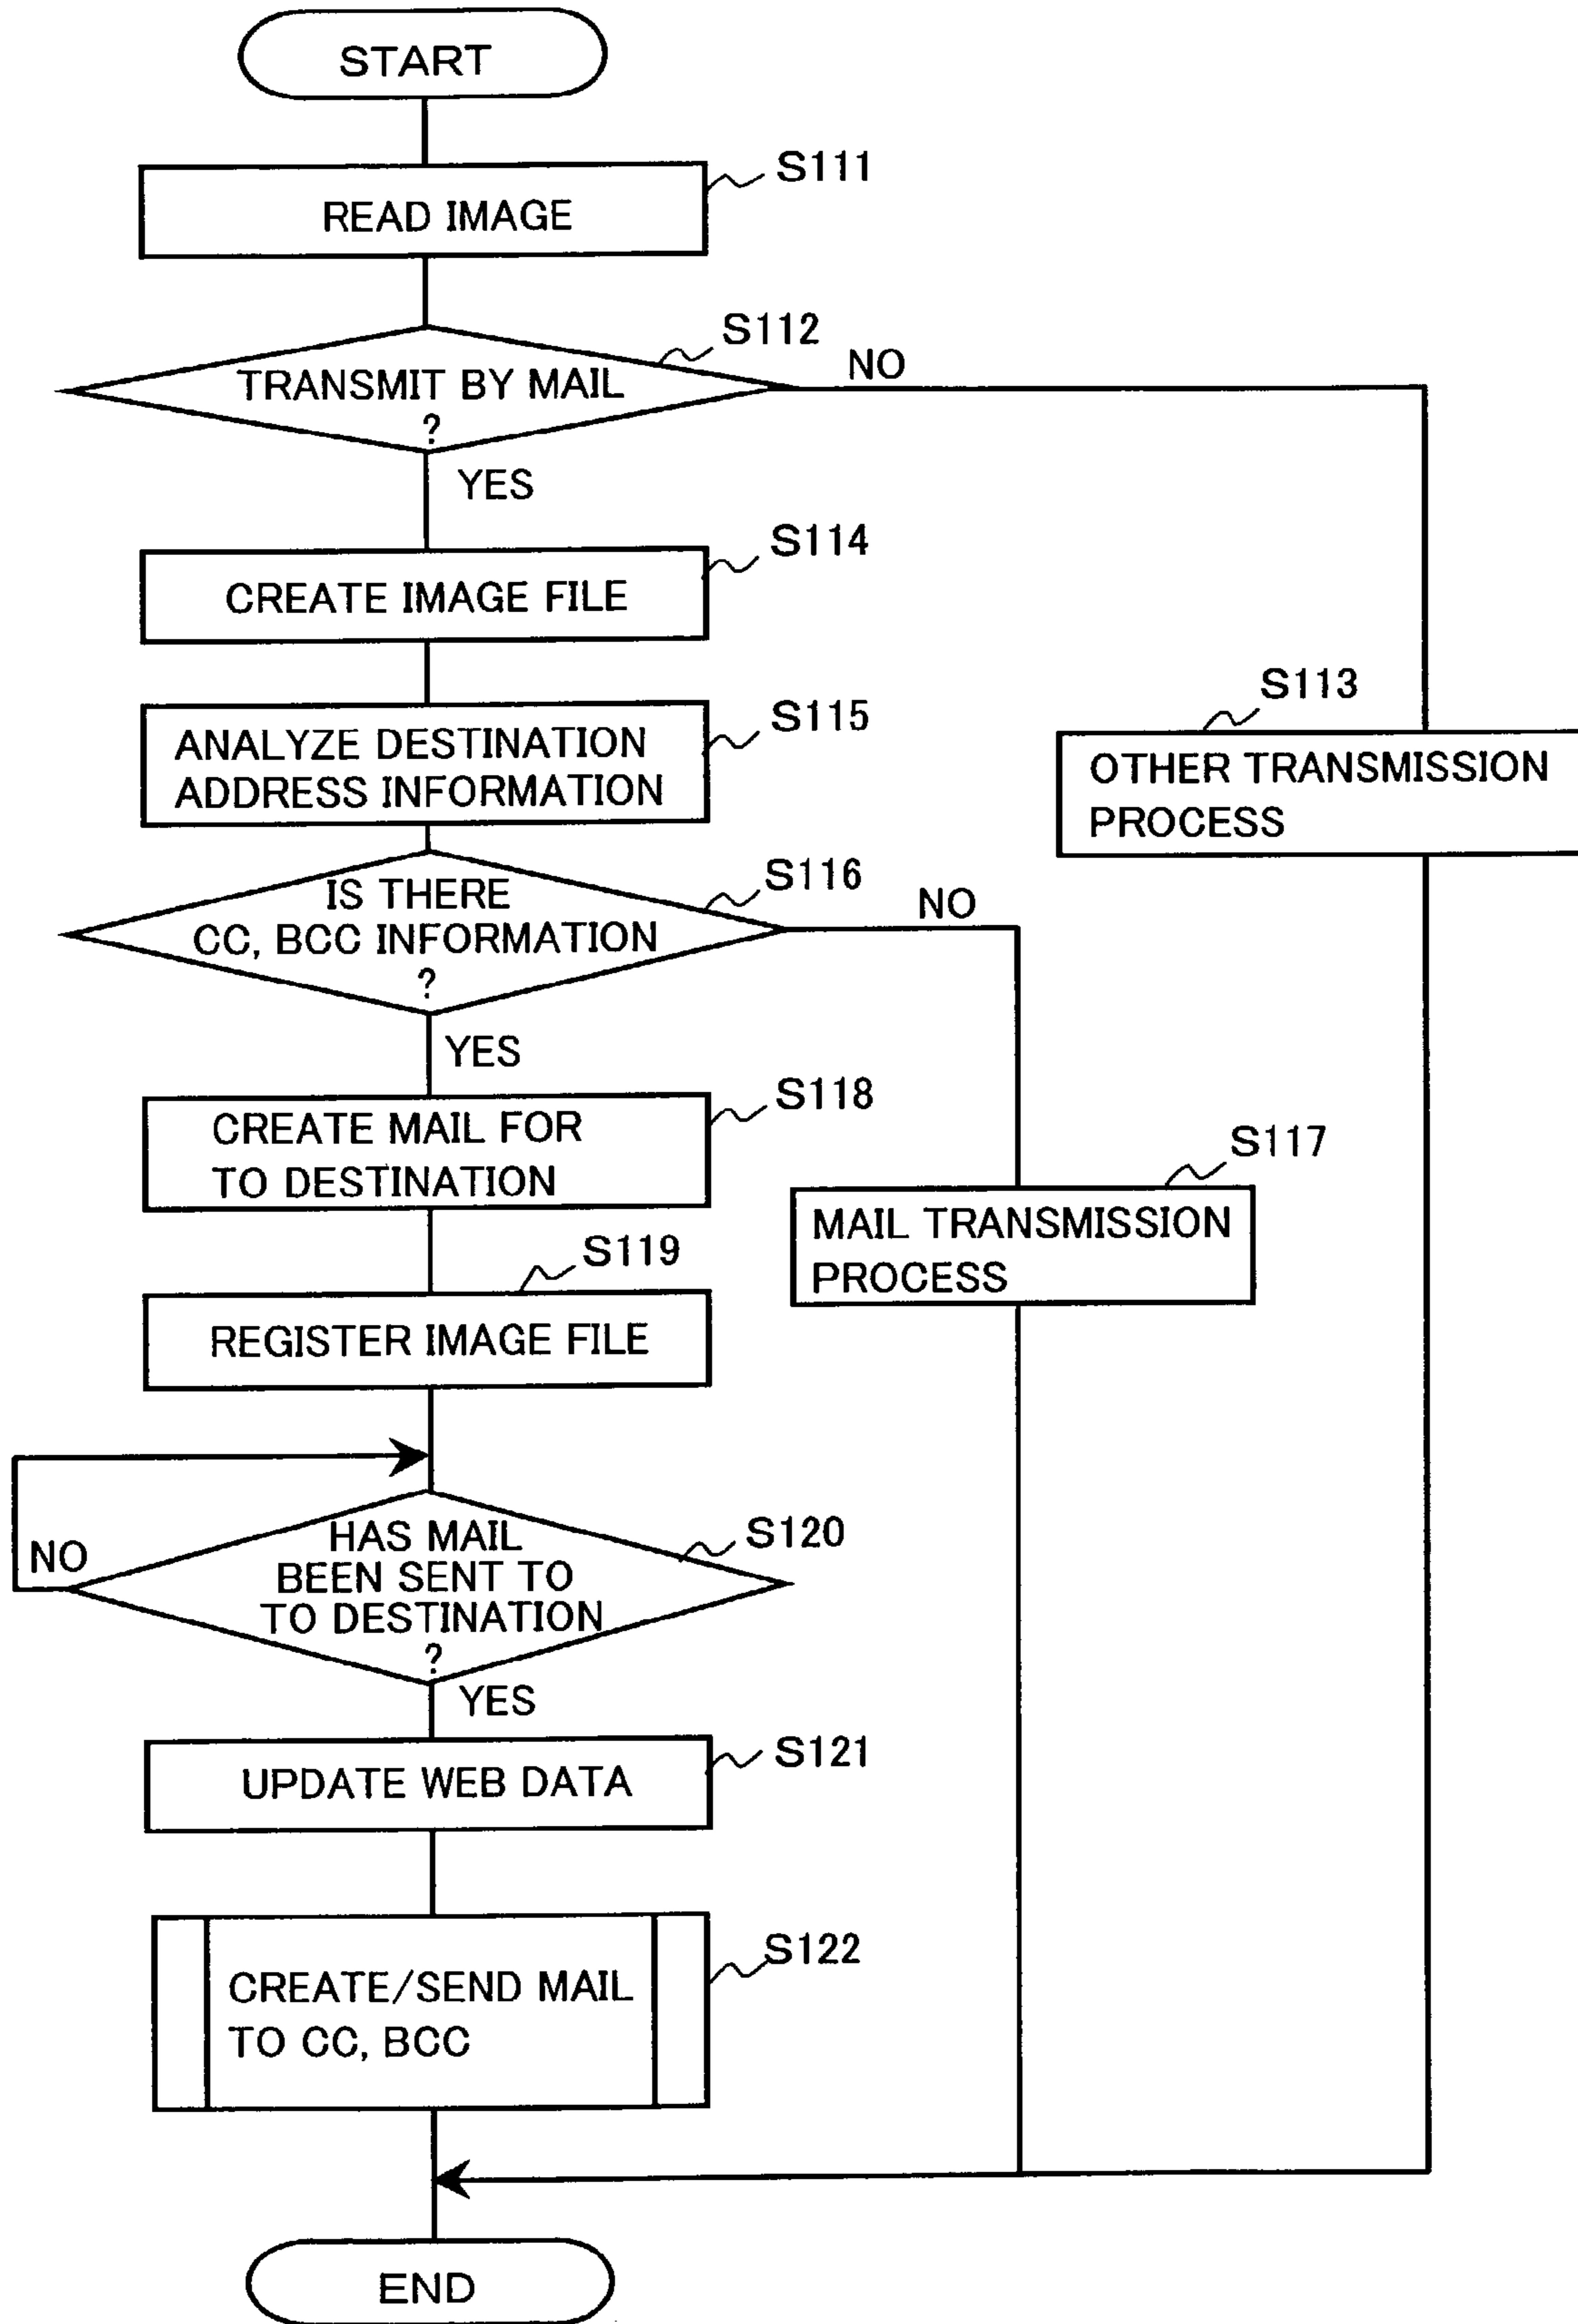 START
S111
READ IMAGE
S112
TRANSMIT BY MAIL
?
NO
YES
S114
CREATE IMAGE FILE
S115
ANALYZE DESTINATION
ADDRESS INFORMATION
S113
OTHER TRANSMISSION
PROCESS
S116
IS THERE
CC, BCC INFORMATION
?
NO
YES
S118
CREATE MAIL FOR
TO DESTINATION
S117
MAIL TRANSMISSION
PROCESS
S119
REGISTER IMAGE FILE
S120
HAS MAIL
BEEN SENT TO
TO DESTINATION
?
NO
YES
S121
UPDATE WEB DATA
S122
CREATE/SEND MAIL
TO CC, BCC
END